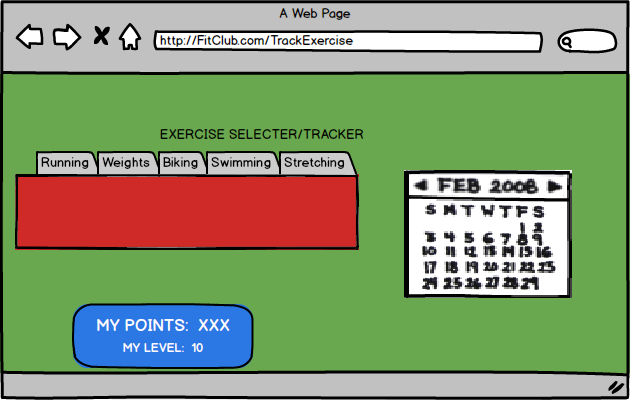 A Web Page
http://FitClub.com/TrackExercise
EXERCISE SELECTER/TRACKER
Running Weights Biking Swimming Stretching
FEB 2008
S M T W T F S
1 2
3 4 5 6 7 8 9
10 11 12 13 14 15 16
17 18 19 20 21 22 23
24 25 26 27 28 29
MY POINTS: XXX
MY LEVEL: 10